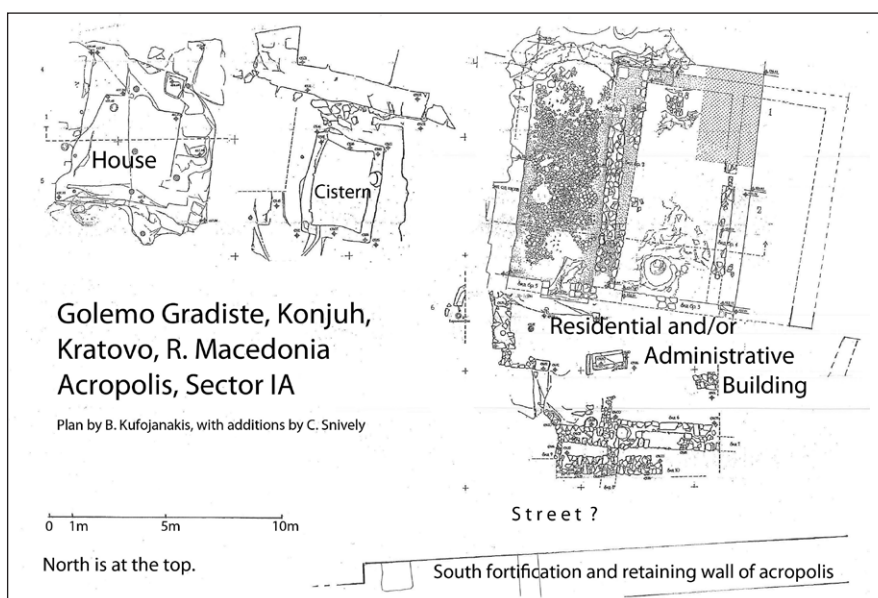 House
Cistern
Golemo Gradiste, Konjuh,
Kratovo, R. Macedonia
Acropolis, Sector IA
Plan by B. Kufojanakis, with additions by C. Snively
Residential and/or
Administrative
Building
Street ?
0 1m 5m 10m
North is at the top.
South fortification and retaining wall of acropolis